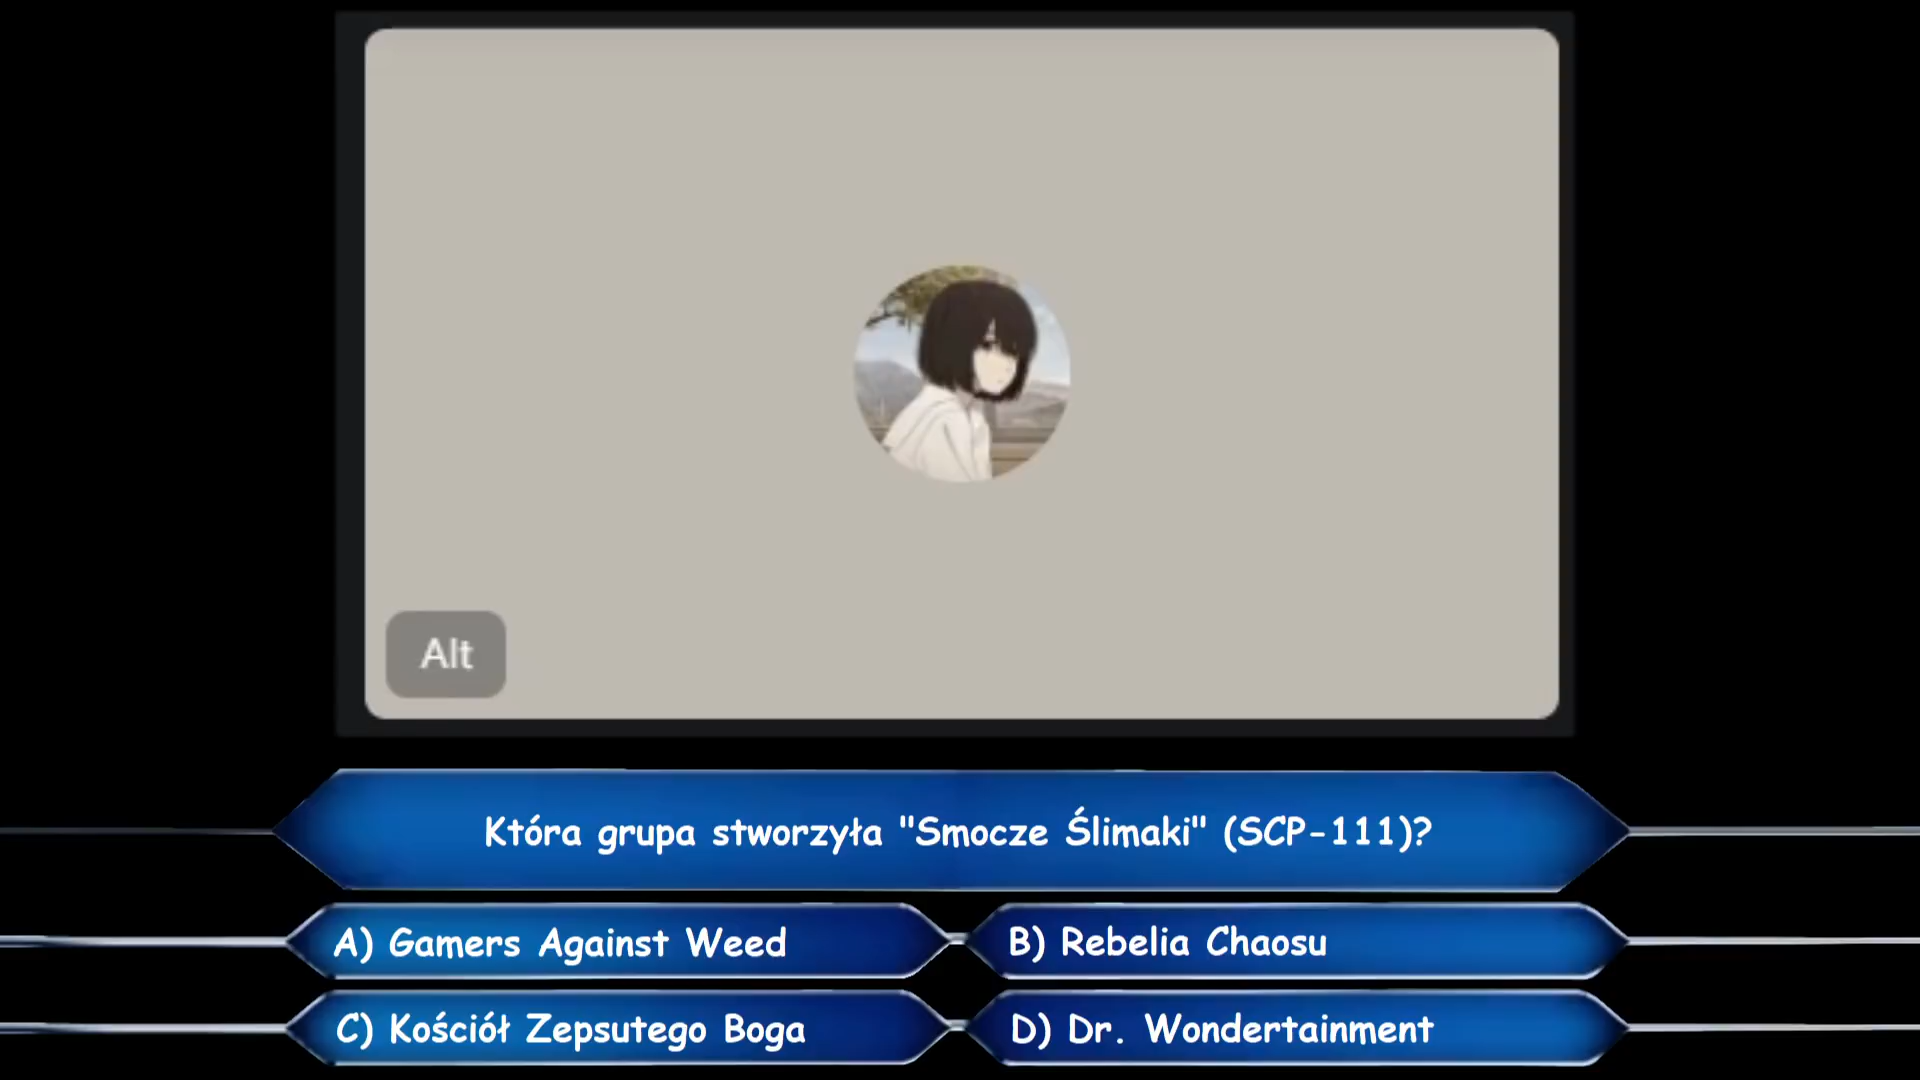 Alt
Która grupa stworzyła "Smocze Ślimaki" (SCP-111)?
A) Gamers Against Weed
B) Rebelia Chaosu
C) Kościół Zepsutego Boga
D) Dr. Wondertainment